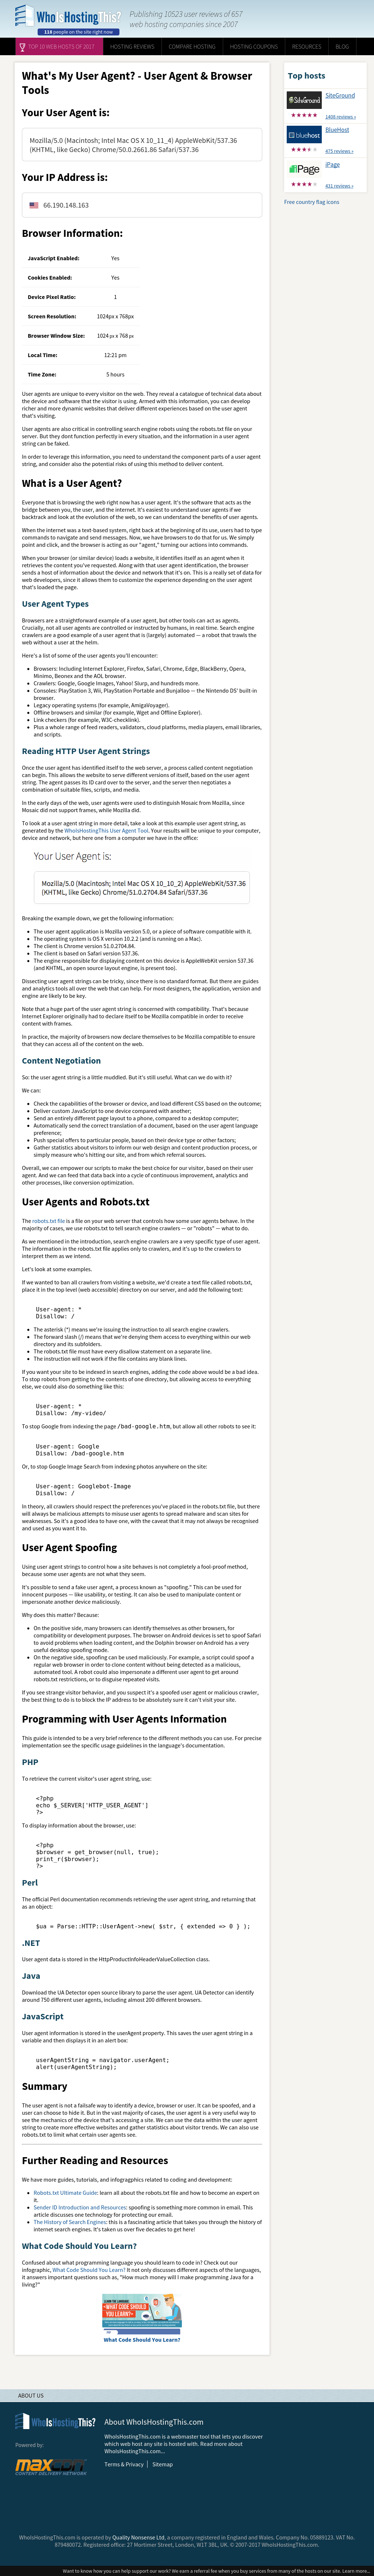 WhoIsHostingThis?
118 people on the site right now
Publishing 10523 user reviews of 657
web hosting companies since 2007
TOP 10 WEB HOSTS OF 2017
HOSTING REVIEWS
COMPARE HOSTING
HOSTING COUPONS
RESOURCES
BLOG
What's My User Agent? - User Agent & Browser
Tools
Your User Agent is:
Mozilla/5.0 (Macintosh; Intel Mac OS X 10_11_4) AppleWebKit/537.36
(KHTML, like Gecko) Chrome/50.0.2661.86 Safari/537.36
Your IP Address is:
66.190.148.163
Browser Information:
JavaScript Enabled: Yes
Cookies Enabled: Yes
Device Pixel Ratio: 1
Screen Resolution: 1024px x 768px
Browser Window Size: 1024 px x 768 px
Local Time: 12:21 pm
Time Zone: 5 hours
User agents are unique to every visitor on the web. They reveal a catalogue of technical data about
the device and software that the visitor is using. Armed with this information, you can develop
richer and more dynamic websites that deliver different experiences based on the user agent
that's visiting.
User agents are also critical in controlling search engine robots using the robots.txt file on your
server. But they dont function perfectly in every situation, and the information in a user agent
string can be faked.
In order to leverage this information, you need to understand the component parts of a user agent
string, and consider the potential risks of using this method to deliver content.
What is a User Agent?
Everyone that is browsing the web right now has a user agent. It's the software that acts as the
bridge between you, the user, and the internet. It's easiest to understand user agents if we
backtrack and look at the evolution of the web, so we can understand the benefits of user agents.
When the internet was a text-based system, right back at the beginning of its use, users had to type
commands to navigate and send messages. Now, we have browsers to do that for us. We simply
point and click, and the browser is acting as our "agent," turning our actions into commands.
When your browser (or similar device) loads a website, it identifies itself as an agent when it
retrieves the content you've requested. Along with that user agent identification, the browser
sends a host of information about the device and network that it's on. This is a really set of data for
web developers, since it allows them to customize the experience depending on the user agent
that's loaded the page.
User Agent Types
Browsers are a straightforward example of a user agent, but other tools can act as agents.
Crucially, not all user agents are controlled or instructed by humans, in real time. Search engine
crawlers are a good example of a user agent that is (largely) automated — a robot that trawls the
web without a user at the helm.
Here's a list of some of the user agents you'll encounter:
Browsers: Including Internet Explorer, Firefox, Safari, Chrome, Edge, BlackBerry, Opera,
Minimo, Beonex and the AOL browser.
Crawlers: Google, Google Images, Yahoo! Slurp, and hundreds more.
Consoles: PlayStation 3, Wii, PlayStation Portable and Bunjalloo — the Nintendo DS' built-in
browser.
Legacy operating systems (for example, AmigaVoyager).
Offline browsers and similar (for example, Wget and Offline Explorer).
Link checkers (for example, W3C-checklink).
Plus a whole range of feed readers, validators, cloud platforms, media players, email libraries,
and scripts.
Reading HTTP User Agent Strings
Once the user agent has identified itself to the web server, a process called content negotiation
can begin. This allows the website to serve different versions of itself, based on the user agent
string. The agent passes its ID card over to the server, and the server then negotiates a
combination of suitable files, scripts, and media.
In the early days of the web, user agents were used to distinguish Mosaic from Mozilla, since
Mosaic did not support frames, while Mozilla did.
To look at a user agent string in more detail, take a look at this example user agent string, as
generated by the WhoIsHostingThis User Agent Tool. Your results will be unique to your computer,
device and network, but here one from a computer we have in the office:
Your User Agent is:
Mozilla/5.0 (Macintosh; Intel Mac OS X 10_10_2) AppleWebKit/537.36
(KHTML, like Gecko) Chrome/51.0.2704.84 Safari/537.36
Breaking the example down, we get the following information:
The user agent application is Mozilla version 5.0, or a piece of software compatible with it.
The operating system is OS X version 10.2.2 (and is running on a Mac).
The client is Chrome version 51.0.2704.84.
The client is based on Safari version 537.36.
The engine responsible for displaying content on this device is AppleWebKit version 537.36
(and KHTML, an open source layout engine, is present too).
Dissecting user agent strings can be tricky, since there is no standard format. But there are guides
and analytics tools all over the web that can help. For most designers, the application, version and
engine are likely to be key.
Note that a huge part of the user agent string is concerned with compatibility. That's because
Internet Explorer originally had to declare itself to be Mozilla compatible in order to receive
content with frames.
In practice, the majority of browsers now declare themselves to be Mozilla compatible to ensure
that they can access all of the content on the web.
Content Negotiation
So: the user agent string is a little muddled. But it's still useful. What can we do with it?
We can:
Check the capabilities of the browser or device, and load different CSS based on the outcome;
Deliver custom JavaScript to one device compared with another;
Send an entirely different page layout to a phone, compared to a desktop computer;
Automatically send the correct translation of a document, based on the user agent language
preference;
Push special offers to particular people, based on their device type or other factors;
Gather statistics about visitors to inform our web design and content production process, or
simply measure who's hitting our site, and from which referral sources.
Overall, we can empower our scripts to make the best choice for our visitor, based on their user
agent. And we can feed that data back into a cycle of continuous improvement, analytics and
other processes, like conversion optimization.
User Agents and Robots.txt
The robots.txt file is a file on your web server that controls how some user agents behave. In the
majority of cases, we use robots.txt to tell search engine crawlers — or "robots" — what to do.
As we mentioned in the introduction, search engine crawlers are a very specific type of user agent.
The information in the robots.txt file applies only to crawlers, and it's up to the crawlers to
interpret them as we intend.
Let's look at some examples.
If we wanted to ban all crawlers from visiting a website, we'd create a text file called robots.txt,
place it in the top level (web accessible) directory on our server, and add the following text:
User-agent: *
Disallow: /
The asterisk (*) means we're issuing the instruction to all search engine crawlers.
The forward slash (/) means that we're denying them access to everything within our web
directory and its subfolders.
The robots.txt file must have every disallow statement on a separate line.
The instruction will not work if the file contains any blank lines.
If you want your site to be indexed in search engines, adding the code above would be a bad idea.
To stop robots from getting to the contents of one directory, but allowing access to everything
else, we could also do something like this:
User-agent: *
Disallow: /my-video/
To stop Google from indexing the page /bad-google.htm, but allow all other robots to see it:
User-agent: Google
Disallow: /bad-google.htm
Or, to stop Google Image Search from indexing photos anywhere on the site:
User-agent: Googlebot-Image
Disallow: /
In theory, all crawlers should respect the preferences you've placed in the robots.txt file, but there
will always be malicious attempts to misuse user agents to spread malware and scan sites for
weaknesses. So it's a good idea to have one, with the caveat that it may not always be recognised
and used as you want it to.
User Agent Spoofing
Using user agent strings to control how a site behaves is not completely a fool-proof method,
because some user agents are not what they seem.
It's possible to send a fake user agent, a process known as "spoofing." This can be used for
innocent purposes — like usability, or testing. It can also be used to manipulate content or
impersonate another device maliciously.
Why does this matter? Because:
On the positive side, many browsers can identify themselves as other browsers, for
compatibility or development purposes. The browser on Android devices is set to spoof Safari
to avoid problems when loading content, and the Dolphin browser on Android has a very
useful desktop spoofing mode.
On the negative side, spoofing can be used maliciously. For example, a script could spoof a
regular web browser in order to clone content without being detected as a malicious,
automated tool. A robot could also impersonate a different user agent to get around
robots.txt restrictions, or to disguise repeated visits.
If you see strange visitor behavior, and you suspect it's a spoofed user agent or malicious crawler,
the best thing to do is to block the IP address to be absolutely sure it can't visit your site.
Programming with User Agents Information
This guide is intended to be a very brief reference to the different methods you can use. For precise
implementation see the specific usage guidelines in the language's documentation.
PHP
To retrieve the current visitor's user agent string, use:
<?php
echo $_SERVER['HTTP_USER_AGENT']
?>
To display information about the browser, use:
<?php
$browser = get_browser(null, true);
print_r($browser);
?>
Perl
The official Perl documentation recommends retrieving the user agent string, and returning that
as an object:
$ua = Parse::HTTP::UserAgent->new( $str, { extended => 0 } );
.NET
User agent data is stored in the HttpProductInfoHeaderValueCollection class.
Java
Download the UA Detector open source library to parse the user agent. UA Detector can identify
around 750 different user agents, including almost 200 different browsers.
JavaScript
User agent information is stored in the userAgent property. This saves the user agent string in a
variable and then displays it in an alert box:
userAgentString = navigator.userAgent;
alert(userAgentString);
Summary
The user agent is not a failsafe way to identify a device, browser or user. It can be spoofed, and a
user can choose to hide it. But in the vast majority of cases, the user agent is a very useful way to
see the mechanics of the device that's accessing a site. We can use the data within the user agent
string to create more effective websites and gather statistics about visitor trends. We can also use
robots.txt to limit what certain user agents see.
Further Reading and Resources
We have more guides, tutorials, and infographics related to coding and development:
Robots.txt Ultimate Guide: learn all about the robots.txt file and how to become an expert on
it.
Sender ID Introduction and Resources: spoofing is something more common in email. This
article discusses one technology for protecting our email.
The History of Search Engines: this is a fascinating article that takes you through the history of
internet search engines. It's taken us over five decades to get here!
What Code Should You Learn?
Confused about what programming language you should learn to code in? Check out our
infographic, What Code Should You Learn? It not only discusses different aspects of the languages,
it answers important questions such as, "How much money will I make programming Java for a
living?"
WHAT CODE SHOULD
YOU LEARN?
What Code Should You Learn?
Top hosts
SiteGround
SiteGround
1408 reviews »
bluehost
BlueHost
475 reviews »
iPage
iPage
431 reviews »
Free country flag icons
ABOUT US
WhoIsHostingThis?
Powered by:
MAXCDN
CONTENT DELIVERY NETWORK
About WhoIsHostingThis.com
WhoIsHostingThis.com is a webmaster tool that lets you discover
which web host any site is hosted with. Read more about
WhoIsHostingThis.com...
Terms & Privacy | Sitemap
WhoIsHostingThis.com is operated by Quality Nonsense Ltd, a company registered in England and Wales. Company No. 05889123. VAT No.
879480072. Registered office: 27 Mortimer Street, London, W1T 3BL, UK. © 2007-2017 WhoIsHostingThis.com.
Want to know how you can help support our work? We earn a referral fee when you buy services from many of the hosts on our site. Learn more...